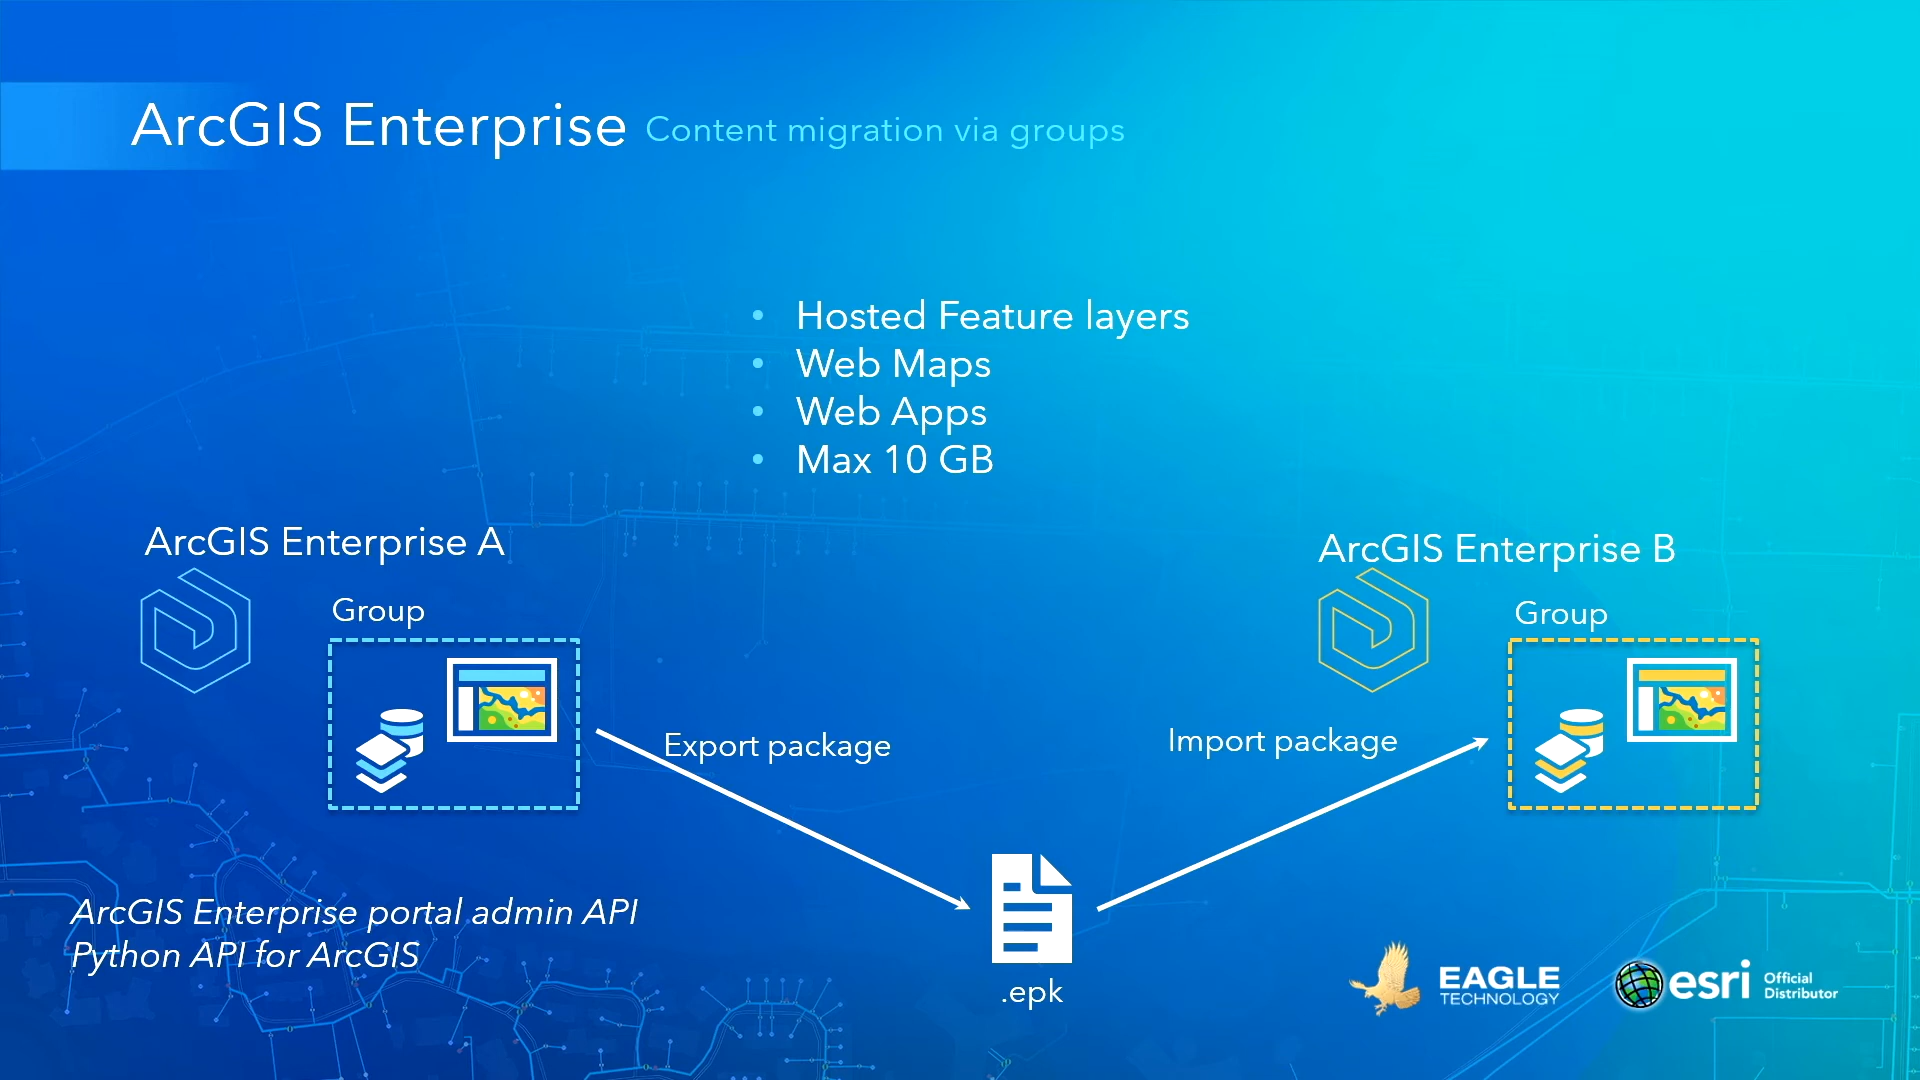 ArcGIS Enterprise Content migration via groups
• Hosted Feature layers
• Web Maps
• Web Apps
• Max 10 GB
ArcGIS Enterprise A
Group
ArcGIS Enterprise B
Group
Export package
Import package
.epk
ArcGIS Enterprise portal admin API
Python API for ArcGIS
EAGLE
TECHNOLOGY
esri Official
Distributor